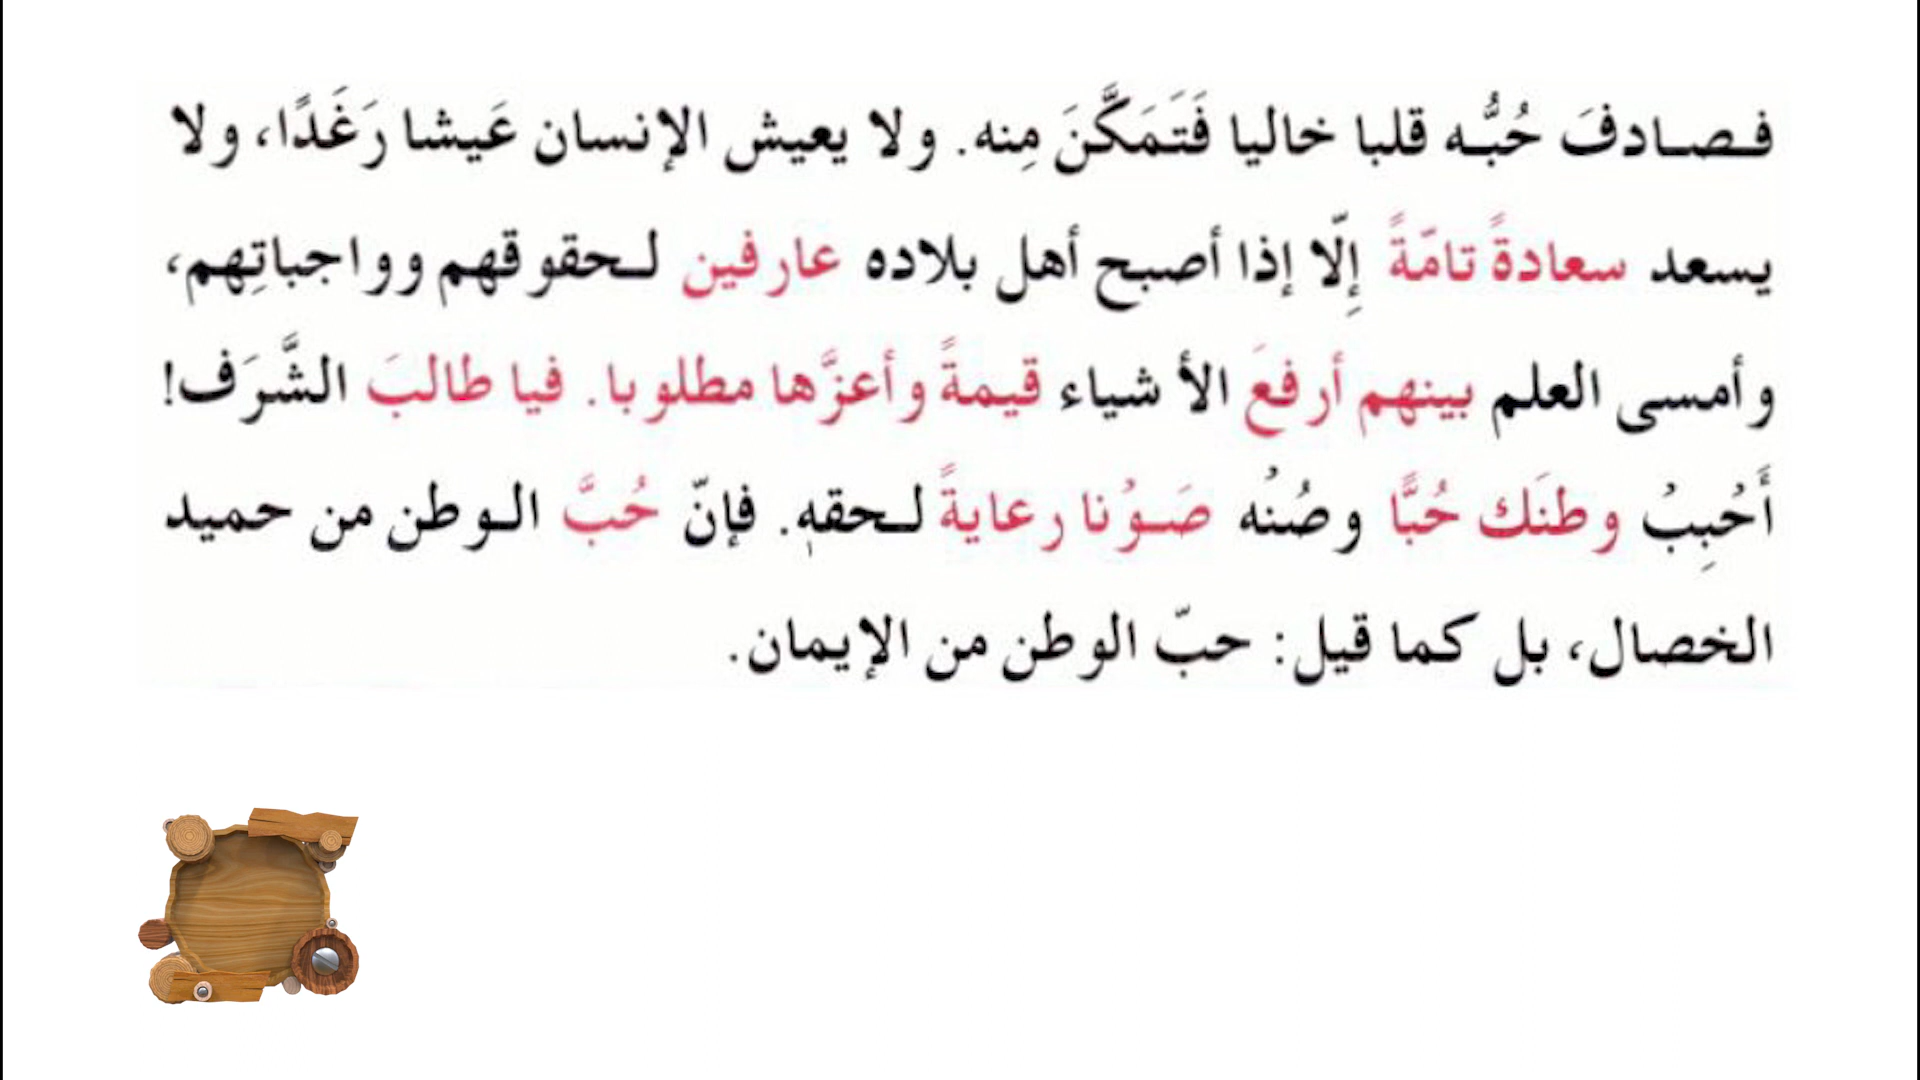 فصادفَ حُبُّه قلبا خاليا فَتَمَكَّنَ مِنه. ولا يعيش الإنسان عَيشا رَغَدًا، ولا
يسعد سعادةً تامّةً إِلّا إذا أصبح أهل بلاده عارفين لحقوقهم وواجباتِهم،
وأمسى العلم بينهم أرفعَ الأشياء قيمةً وأعزَّها مطلوبا. فيا طالبَ الشَّرَف!
أَحُبِبْ وطنَك حُبًّا وصُنْه صَوْنا رعايةً لحقهٖ. فإنّ حُبَّ الوطن من حميد
الخصال، بل كما قيل: حبّ الوطن من الإيمان.